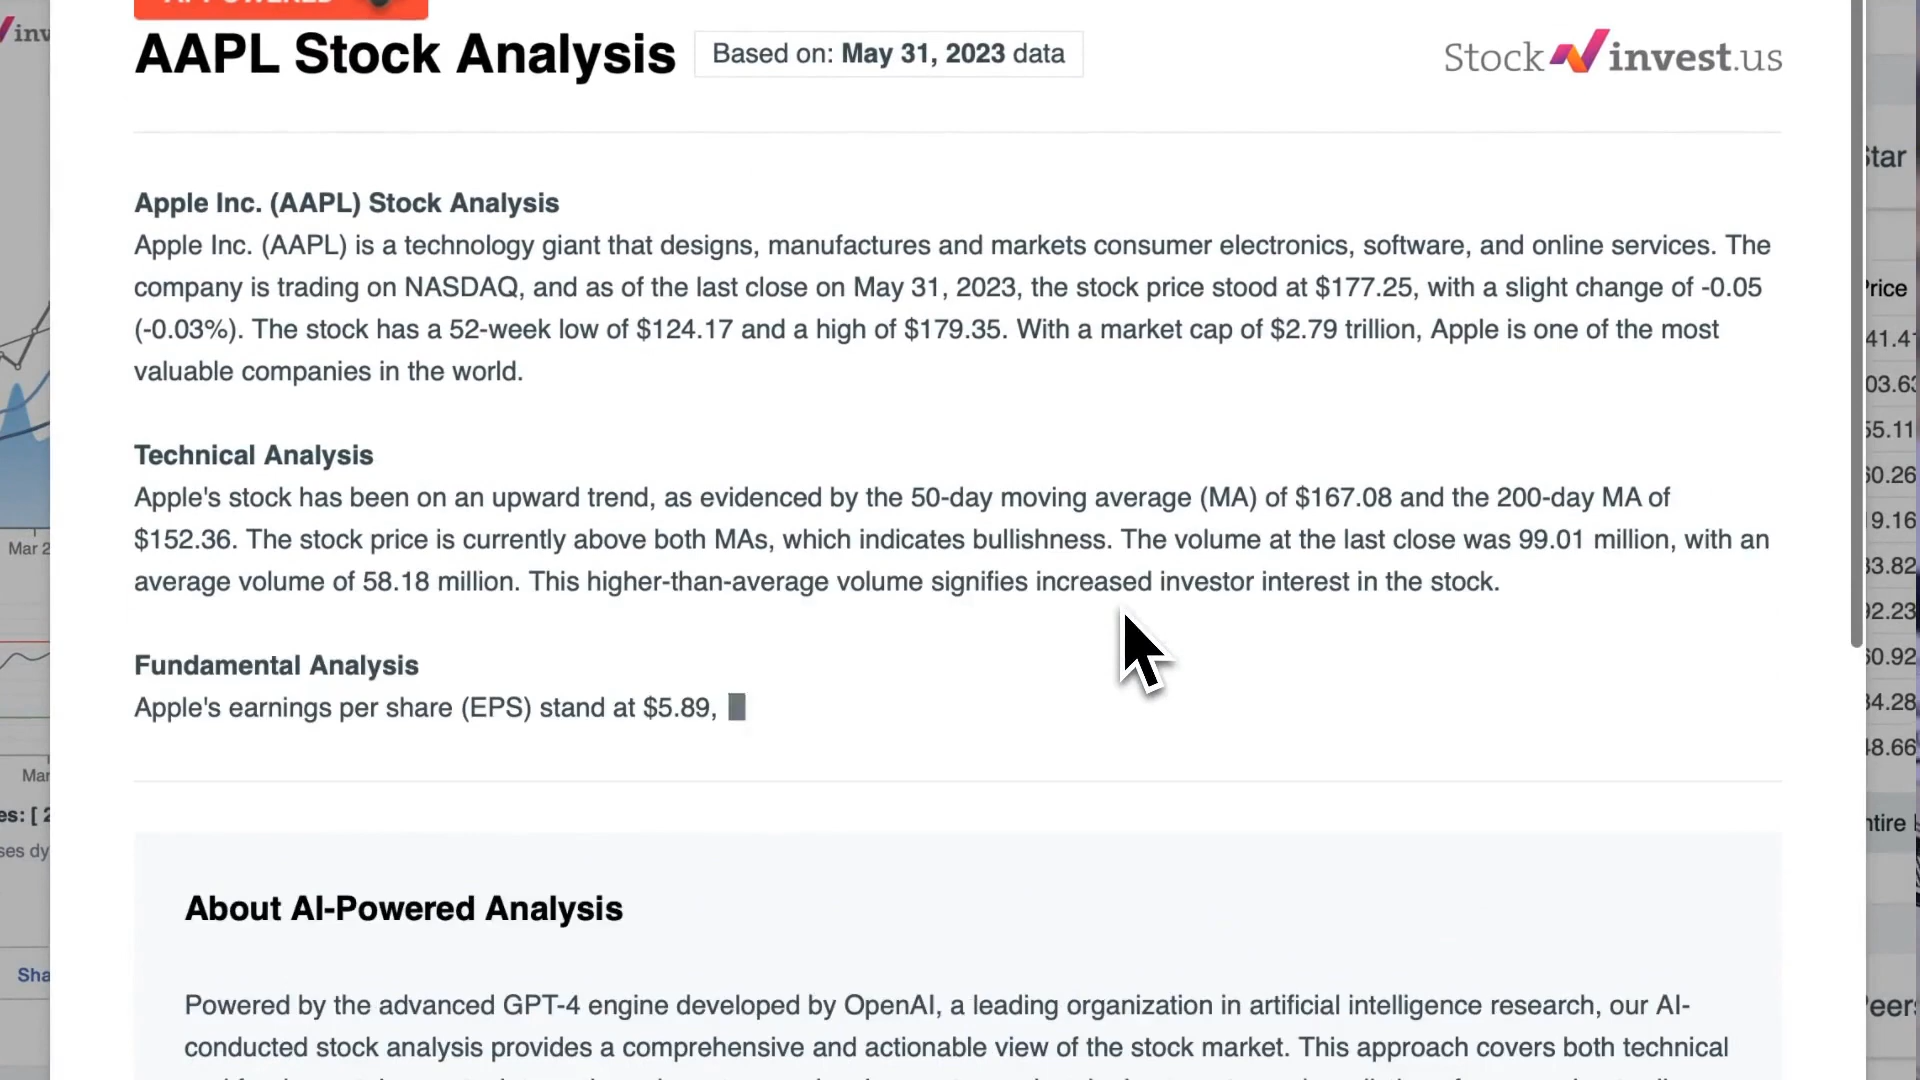 AAPL Stock Analysis
Based on: May 31, 2023 data
Stock invest.us
Apple Inc. (AAPL) Stock Analysis
Apple Inc. (AAPL) is a technology giant that designs, manufactures and markets consumer electronics, software, and online services. The
company is trading on NASDAQ, and as of the last close on May 31, 2023, the stock price stood at $177.25, with a slight change of -0.05
(-0.03%). The stock has a 52-week low of $124.17 and a high of $179.35. With a market cap of $2.79 trillion, Apple is one of the most
valuable companies in the world.
Technical Analysis
Apple's stock has been on an upward trend, as evidenced by the 50-day moving average (MA) of $167.08 and the 200-day MA of
$152.36. The stock price is currently above both MAs, which indicates bullishness. The volume at the last close was 99.01 million, with an
average volume of 58.18 million. This higher-than-average volume signifies increased investor interest in the stock.
Fundamental Analysis
Apple's earnings per share (EPS) stand at $5.89,
About AI-Powered Analysis
Powered by the advanced GPT-4 engine developed by OpenAI, a leading organization in artificial intelligence research, our AI-
conducted stock analysis provides a comprehensive and actionable view of the stock market. This approach covers both technical